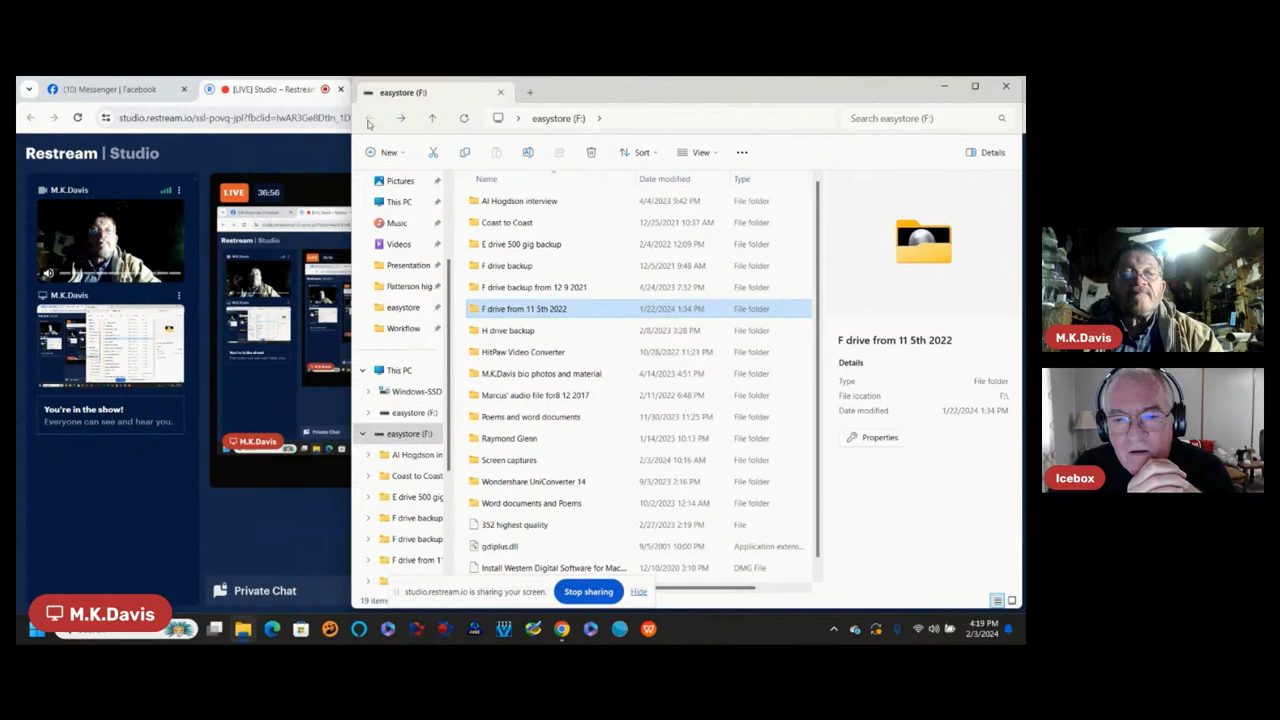 (10) Messenger | Facebook
[LIVE] Studio – Restream
studio.restream.io/ssl-povq-jpl?fbclid=IwAR3Ge8DtIn_1D
Restream | Studio
M.K.Davis
M.K.Davis
You're in the show!
Everyone can see and hear you.
LIVE 36:56
Restream | Studio
M.K.Davis
Private Chat
easystore (F:)
easystore (F:)
Search easystore (F:)
New
Sort
View
Details
Pictures
This PC
Music
Videos
Presentation
Patterson hig
easystore
Workflow
This PC
Windows-SSD
easystore (F:)
easystore (F:)
Al Hogdson in
Coast to Coast
E drive 500 gig
F drive backup
F drive backup
F drive from 1
Name Date modified Type
Al Hogdson interview 4/4/2023 9:42 PM File folder
Coast to Coast 12/25/2021 10:37 AM File folder
E drive 500 gig backup 2/4/2022 12:09 PM File folder
F drive backup 12/5/2021 9:48 AM File folder
F drive backup from 12 9 2021 4/24/2023 7:32 PM File folder
F drive from 11 5th 2022 1/22/2024 1:34 PM File folder
H drive backup 2/8/2023 3:28 PM File folder
HitPaw Video Converter 10/28/2022 11:21 PM File folder
M.K.Davis bio photos and material 4/14/2023 4:51 PM File folder
Marcus' audio file for8 12 2017 2/11/2022 6:48 PM File folder
Poems and word documents 11/30/2023 11:25 PM File folder
Raymond Glenn 1/14/2023 10:13 PM File folder
Screen captures 2/3/2024 10:16 AM File folder
Wondershare UniConverter 14 9/3/2023 2:16 PM File folder
Word documents and Poems 10/2/2023 12:14 AM File folder
352 highest quality 2/27/2023 2:19 PM File
gdiplus.dll 9/5/2001 10:00 PM Application extens...
Install Western Digital Software for Mac... 12/10/2020 3:10 PM DMG File
F drive from 11 5th 2022
Details
Type File folder
File location F:\
Date modified 1/22/2024 1:34 PM
Properties
19 items
studio.restream.io is sharing your screen.
Stop sharing
Hide
M.K.Davis
4:19 PM
2/3/2024
M.K.Davis
Icebox